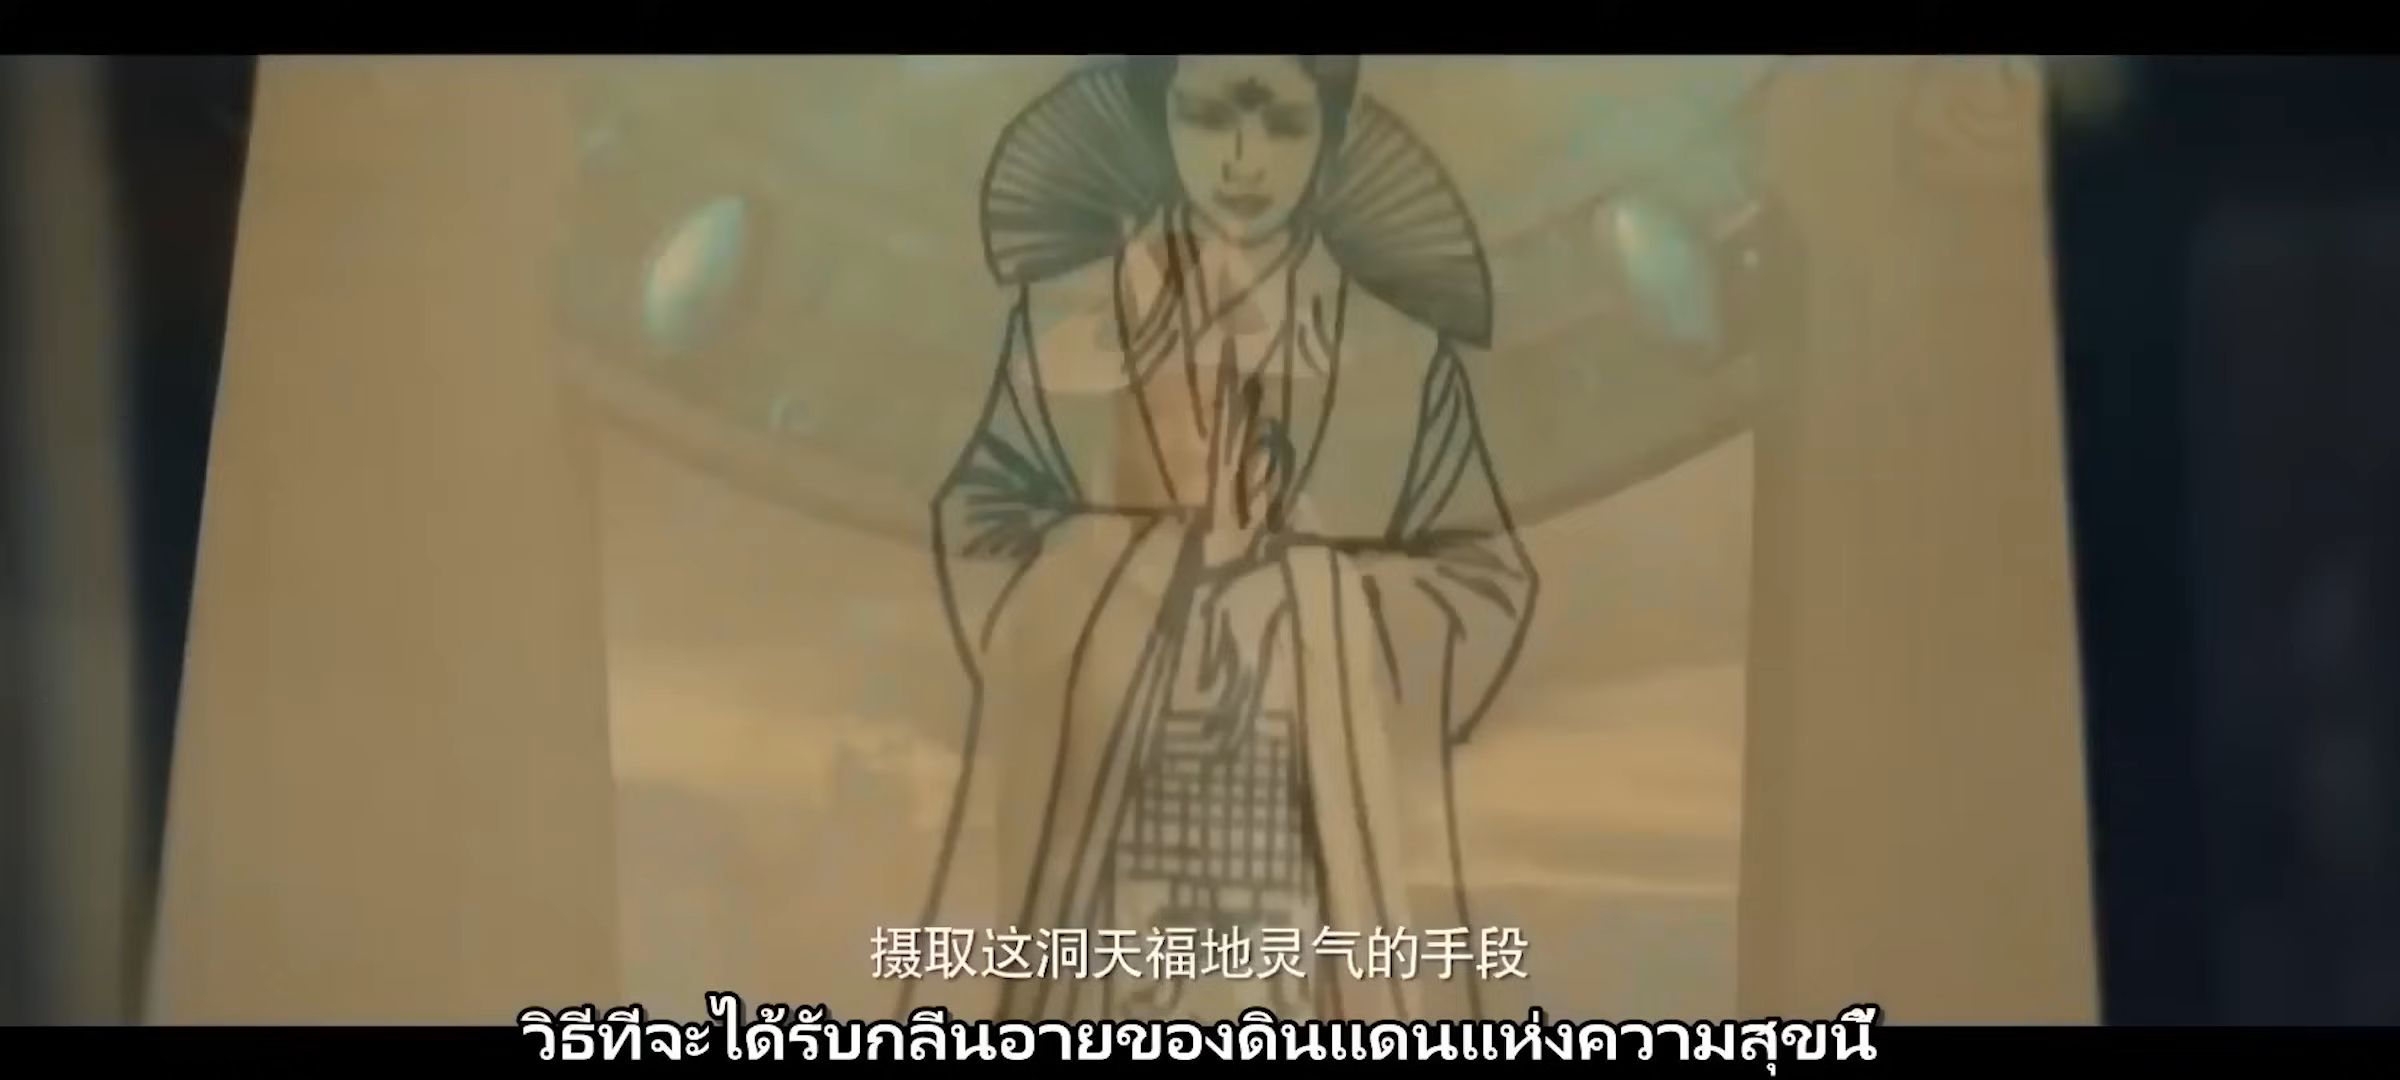 摄取这洞天福地灵气的手段
วิธีที่จะได้รับกลิ่นอายของดินแดนแห่งความสุขนี้